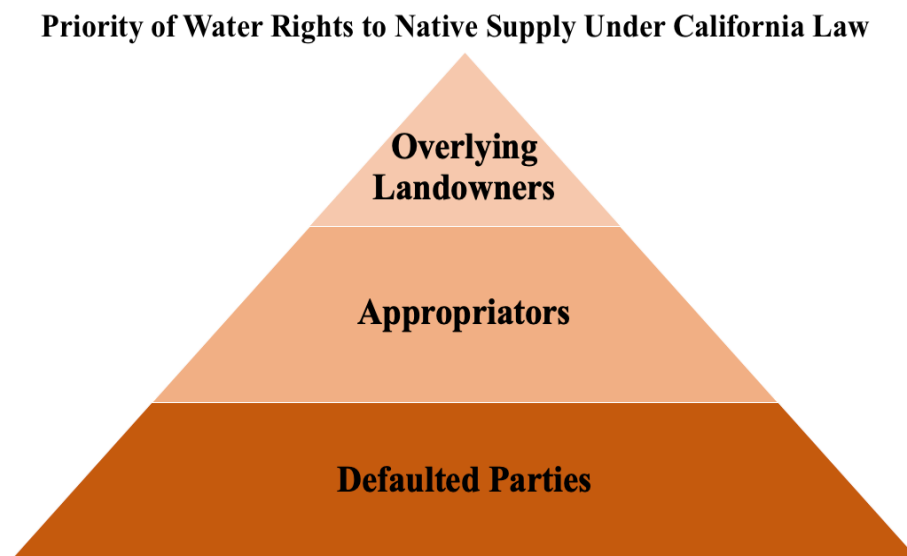 Priority of Water Rights to Native Supply Under California Law
Overlying
Landowners
Appropriators
Defaulted Parties